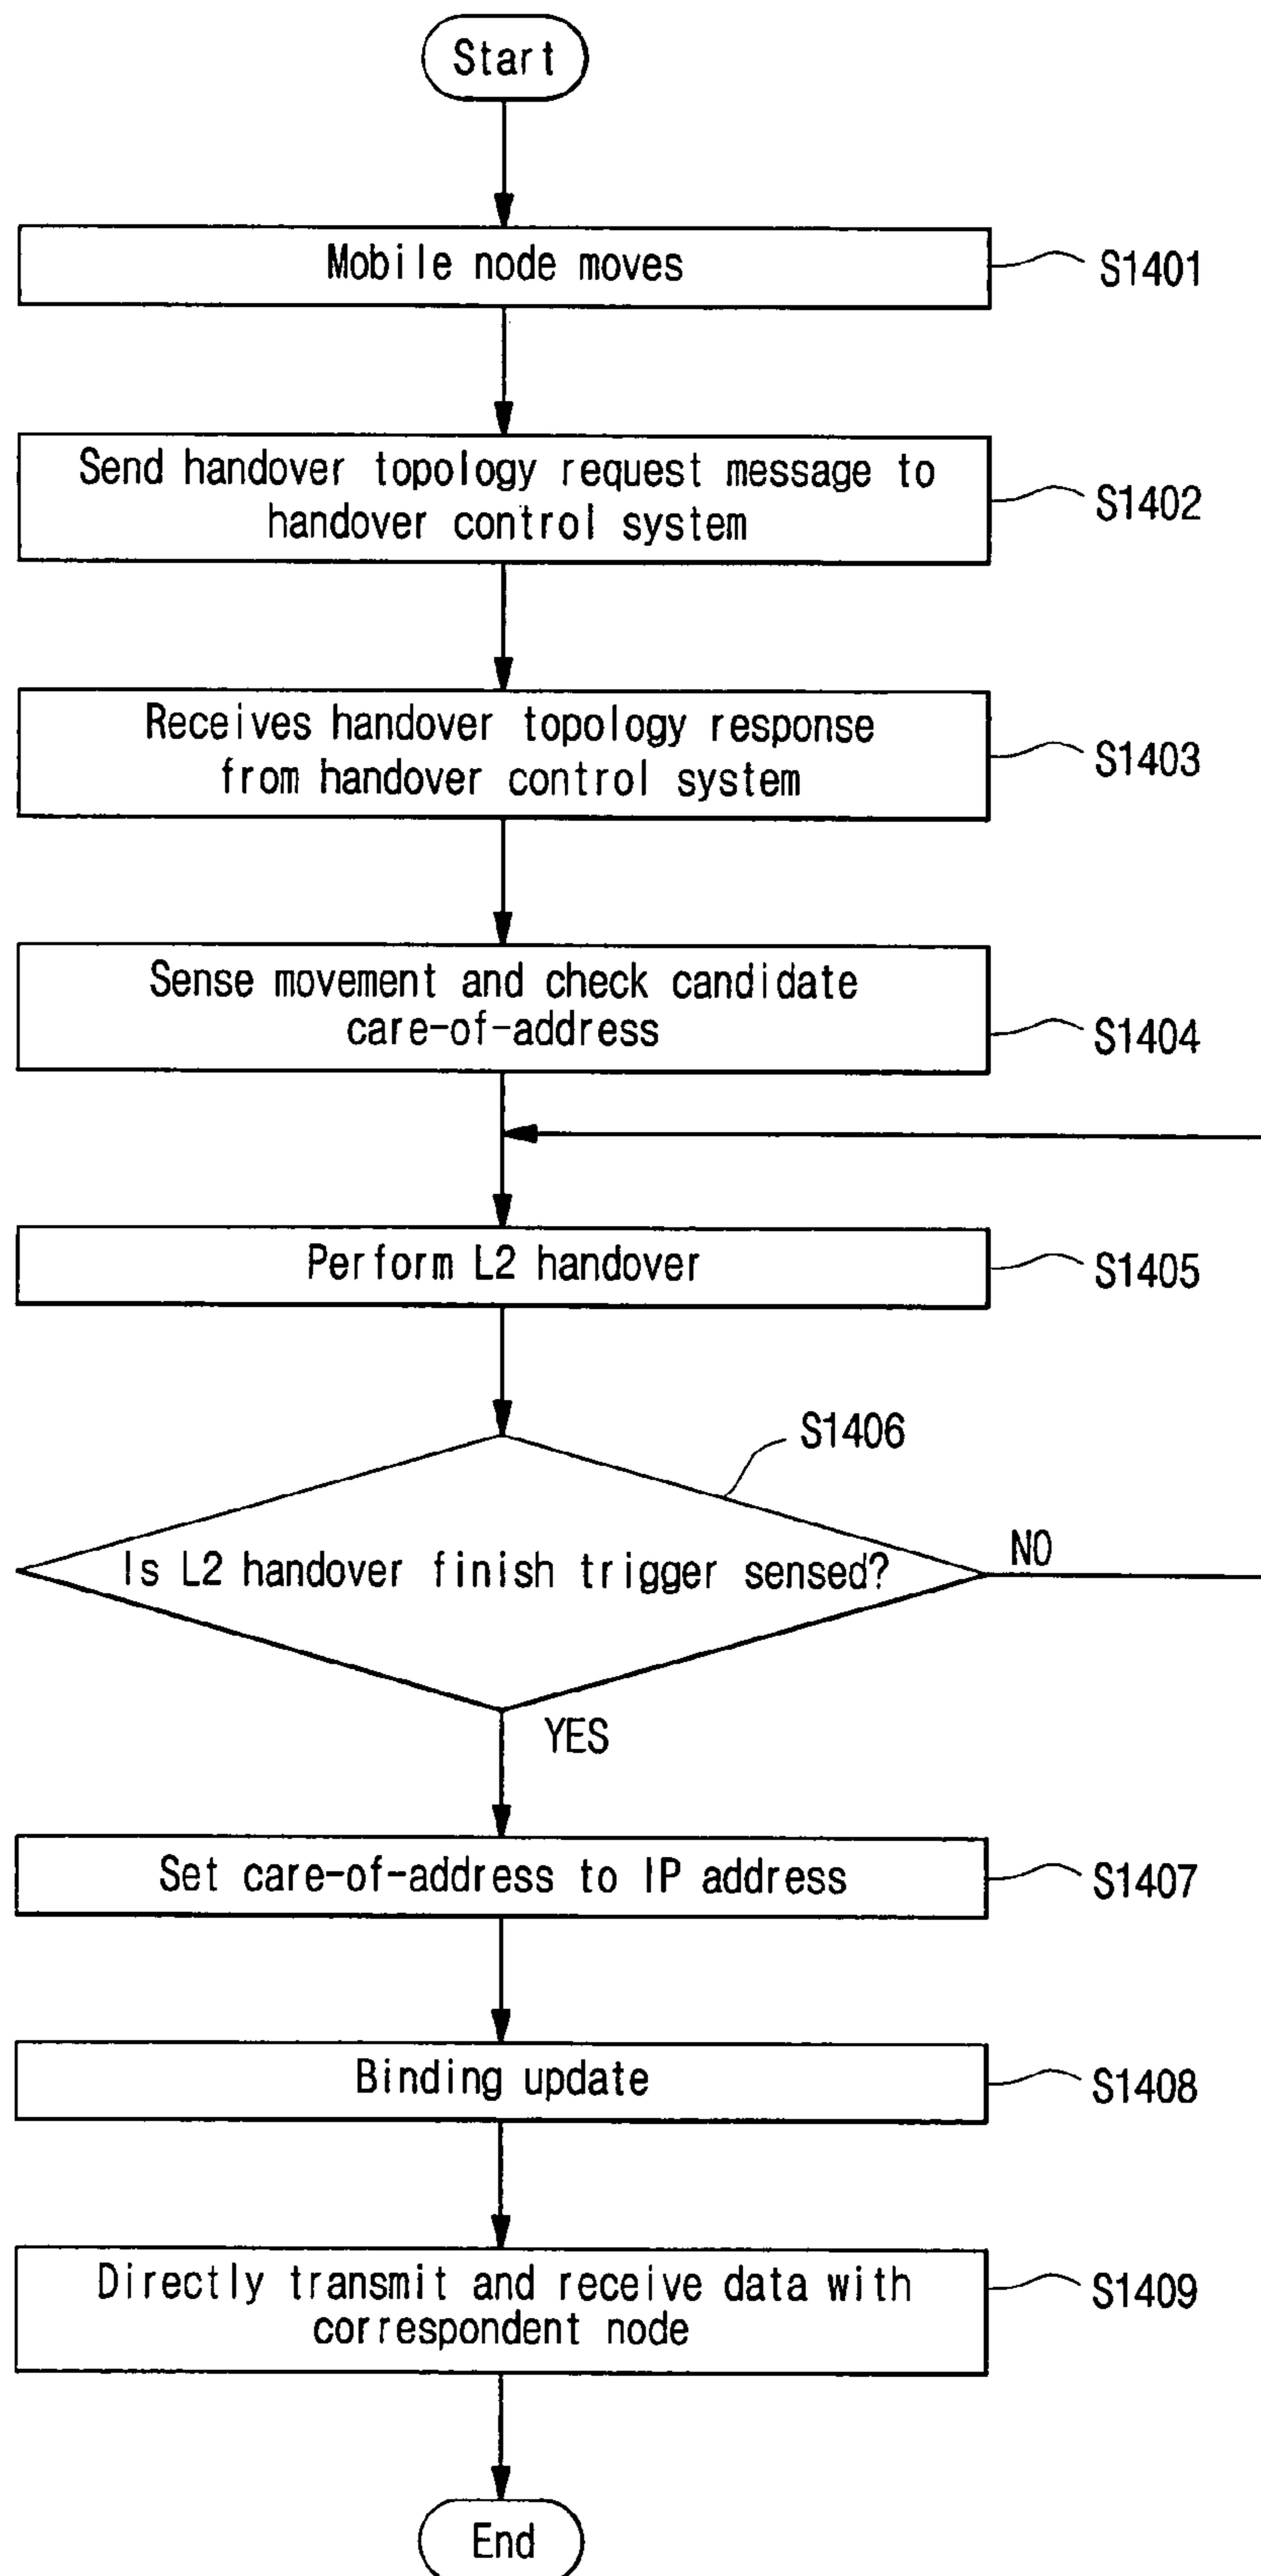 Start
Mobile node moves
S1401
Send handover topology request message to
handover control system
S1402
Receives handover topology response
from handover control system
S1403
Sense movement and check candidate
care-of-address
S1404
Perform L2 handover
S1405
S1406
Is L2 handover finish trigger sensed?
NO
YES
Set care-of-address to IP address
S1407
Binding update
S1408
Directly transmit and receive data with
correspondent node
S1409
End